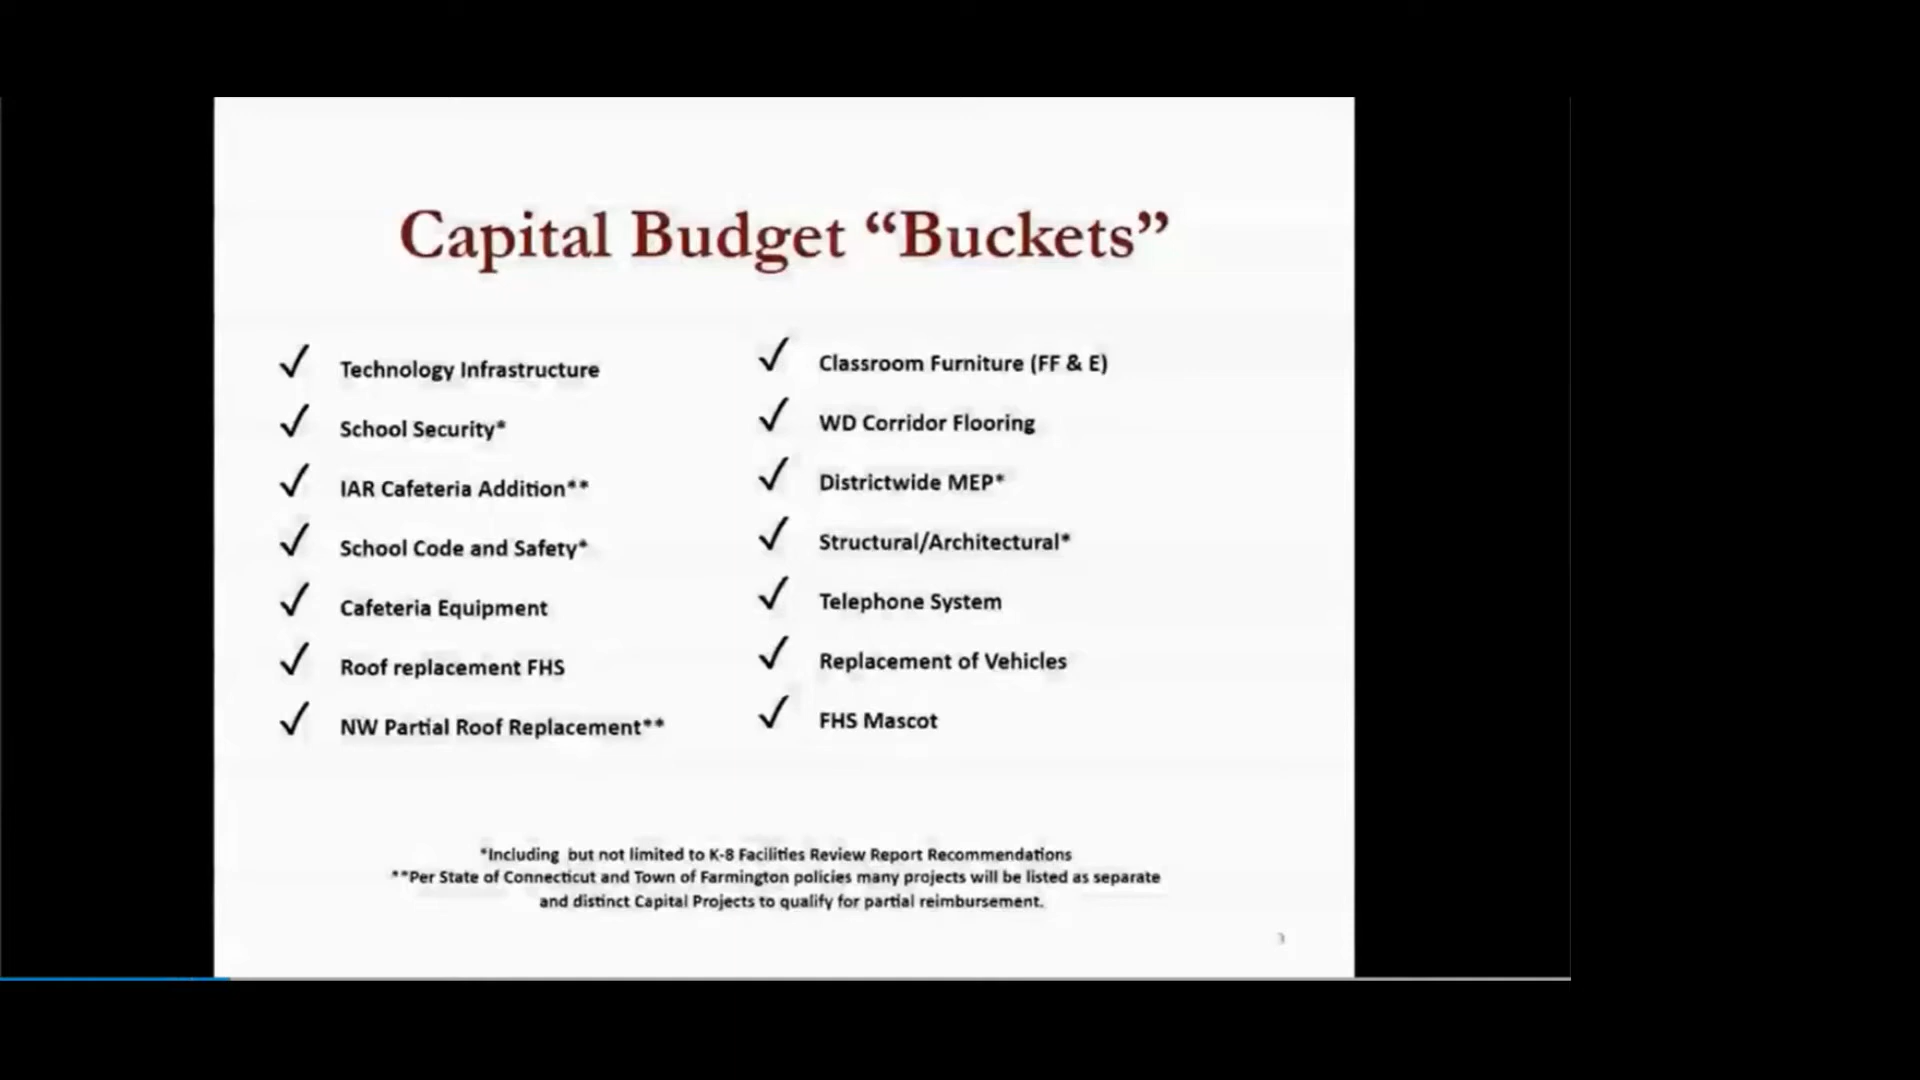 Capital Budget “Buckets”
✓ Technology Infrastructure
✓ School Security*
✓ IAR Cafeteria Addition**
✓ School Code and Safety*
✓ Cafeteria Equipment
✓ Roof replacement FHS
✓ NW Partial Roof Replacement**
✓ Classroom Furniture (FF & E)
✓ WD Corridor Flooring
✓ Districtwide MEP*
✓ Structural/Architectural*
✓ Telephone System
✓ Replacement of Vehicles
✓ FHS Mascot
*Including but not limited to K-8 Facilities Review Report Recommendations
**Per State of Connecticut and Town of Farmington policies many projects will be listed as separate
and distinct Capital Projects to qualify for partial reimbursement.
3